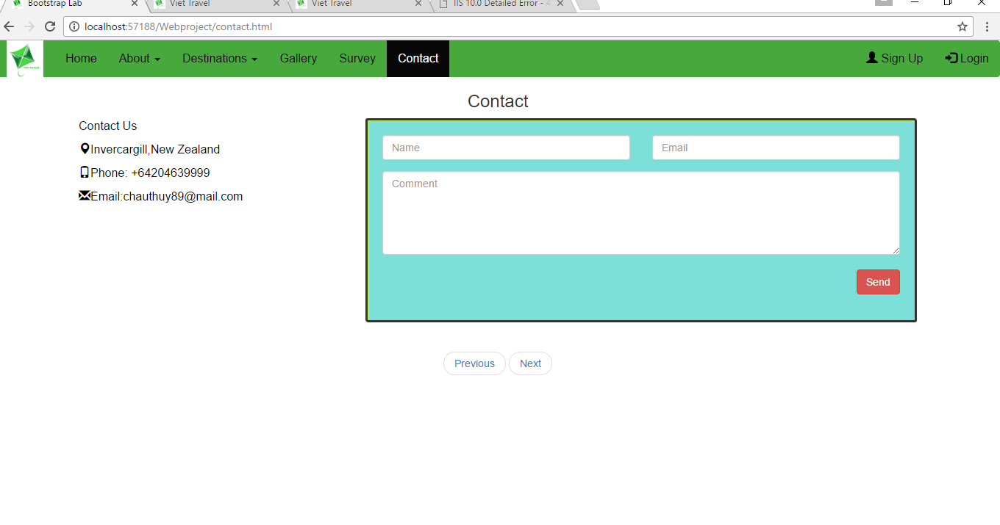 Bootstrap Lab
Viet Travel
Viet Travel
IIS 10.0 Detailed Error - 4
localhost:57188/Webproject/contact.html
Home About Destinations Gallery Survey Contact Sign Up Login
Contact
Contact Us
Invercargill,New Zealand
Phone: +64204639999
Email:chauthuy89@mail.com
Name
Email
Comment
Send
Previous Next